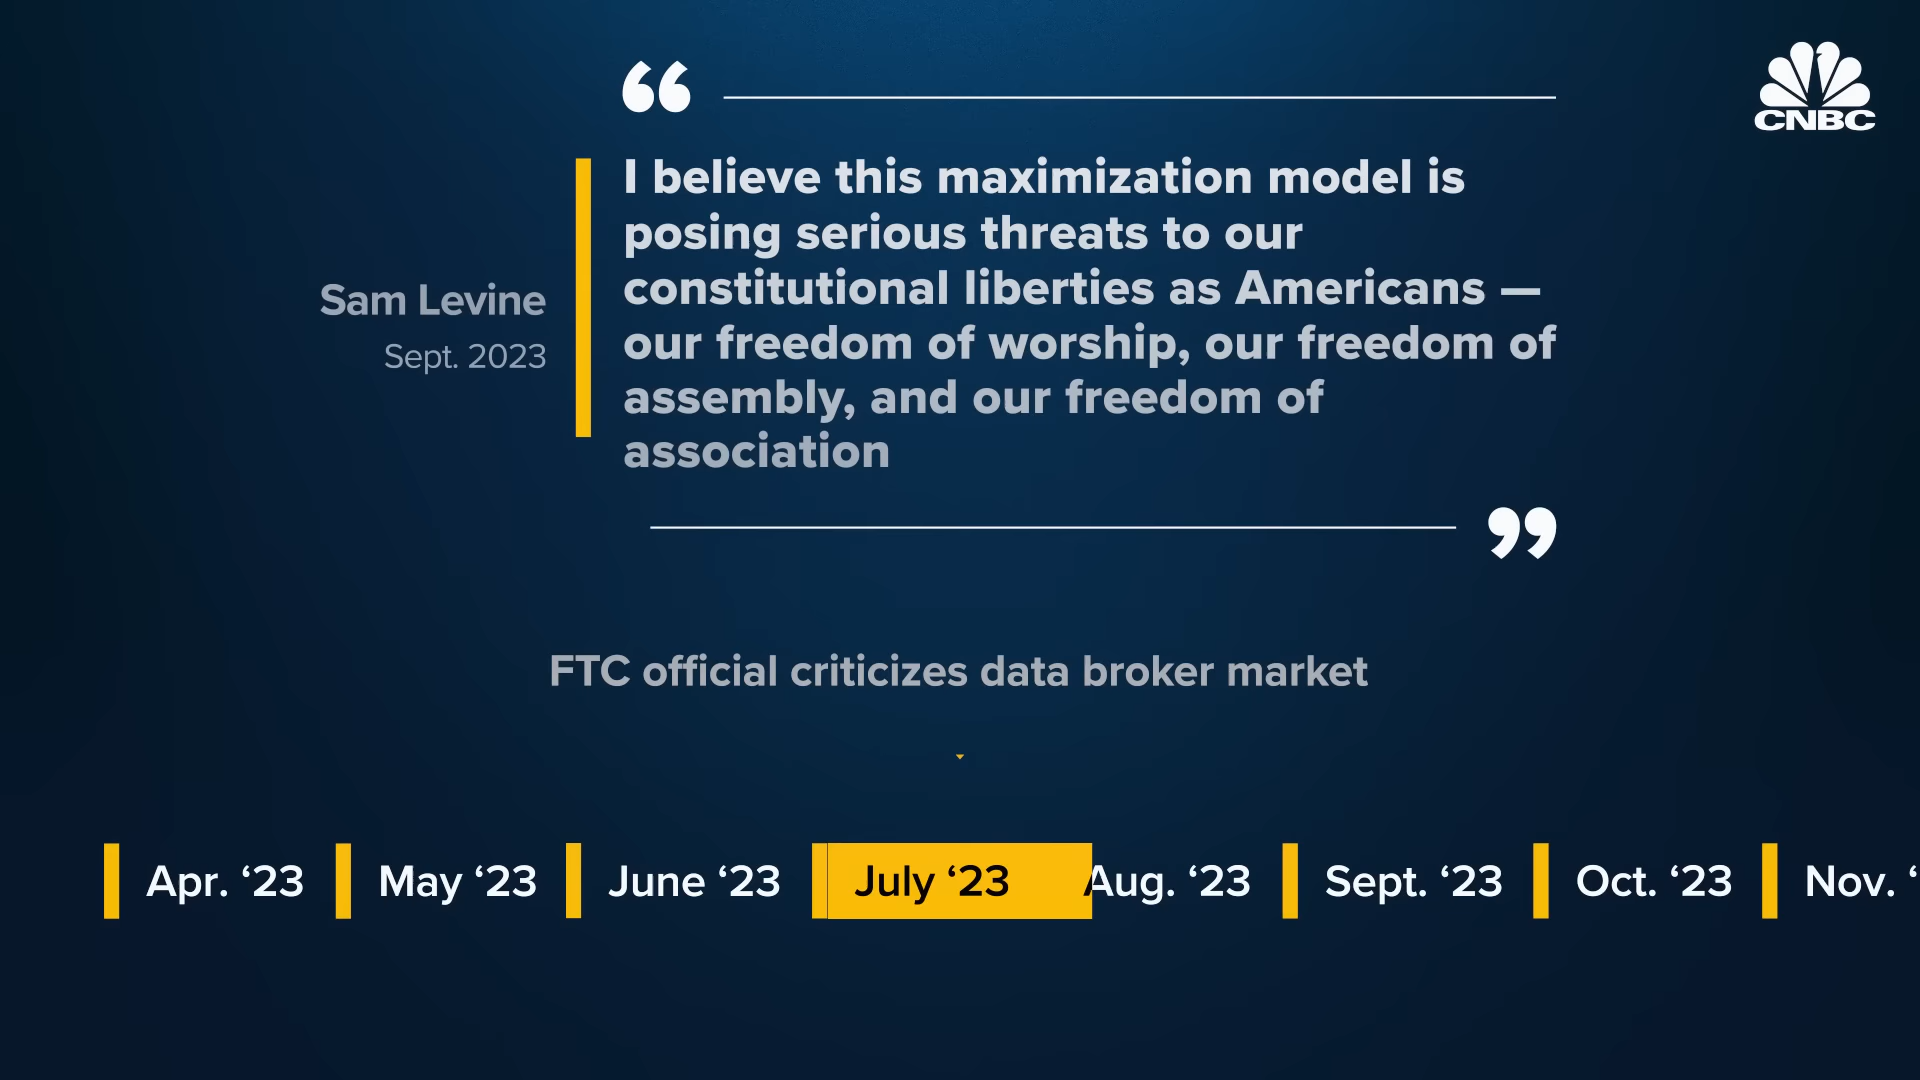 “
CNBC
I believe this maximization model is
posing serious threats to our
constitutional liberties as Americans —
our freedom of worship, our freedom of
assembly, and our freedom of
association
”
Sam Levine
Sept. 2023
FTC official criticizes data broker market
Apr. ‘23 May ‘23 June ‘23 July ‘23 Aug. ‘23 Sept. ‘23 Oct. ‘23 Nov. ‘